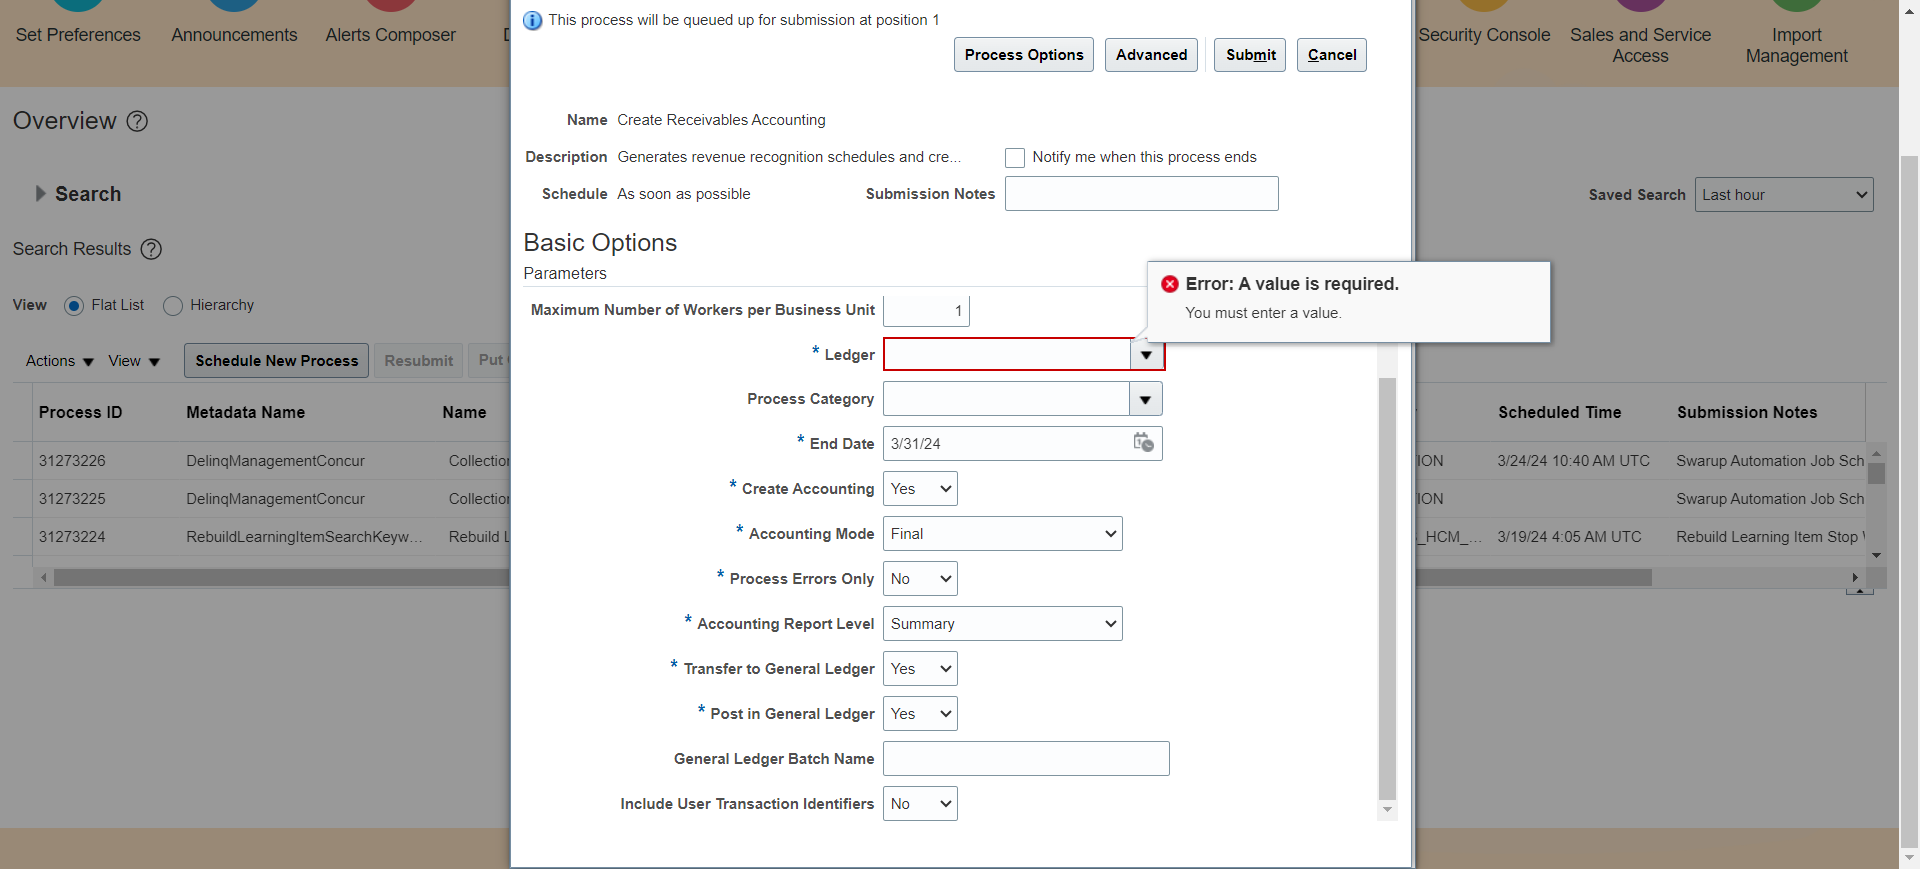 Set Preferences
Announcements
Alerts Composer
Security Console
Sales and Service
Access
Import
Management
This process will be queued up for submission at position 1
Process Options
Advanced
Submit
Cancel
Overview
Name Create Receivables Accounting
Description Generates revenue recognition schedules and cre...
Notify me when this process ends
Schedule As soon as possible
Submission Notes
Search
Saved Search Last hour
Search Results
Basic Options
Parameters
Error: A value is required.
You must enter a value.
View Flat List Hierarchy
Maximum Number of Workers per Business Unit 1
Actions View Schedule New Process Resubmit Put
* Ledger
Process Category
* End Date 3/31/24
* Create Accounting Yes
* Accounting Mode Final
* Process Errors Only No
* Accounting Report Level Summary
* Transfer to General Ledger Yes
* Post in General Ledger Yes
General Ledger Batch Name
Include User Transaction Identifiers No
Process ID Metadata Name Name Scheduled Time Submission Notes
31273226 DelinqManagementConcur Collection ION 3/24/24 10:40 AM UTC Swarup Automation Job Sch
31273225 DelinqManagementConcur Collection ION Swarup Automation Job Sch
31273224 RebuildLearningItemSearchKeyw... Rebuild L _HCM_... 3/19/24 4:05 AM UTC Rebuild Learning Item Stop